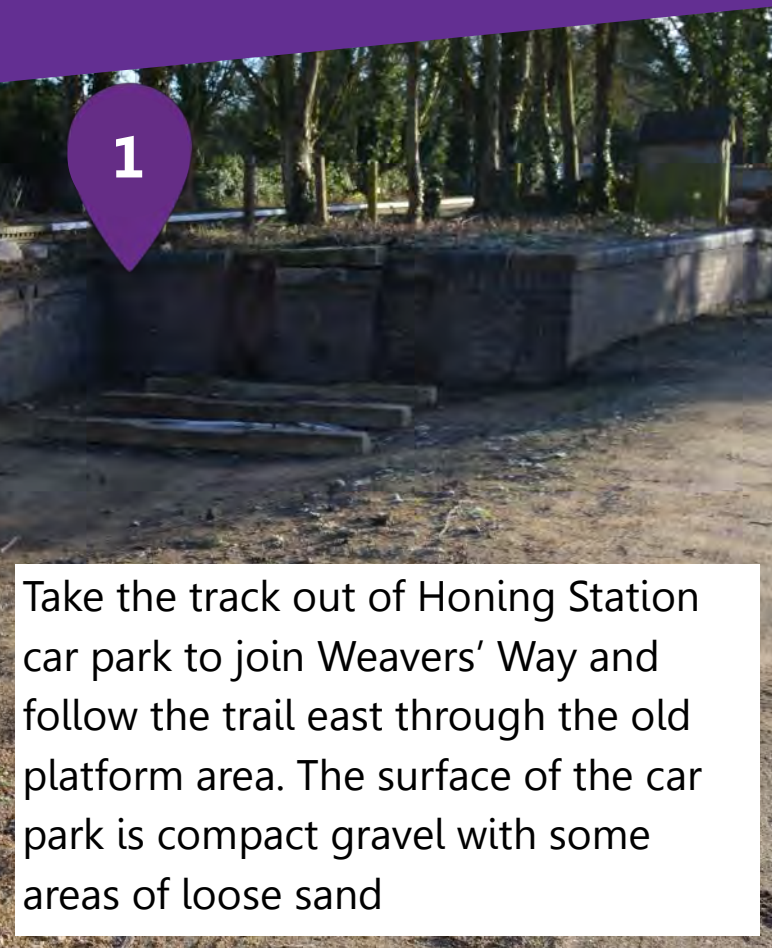 1
Take the track out of Honing Station
car park to join Weavers’ Way and
follow the trail east through the old
platform area. The surface of the car
park is compact gravel with some
areas of loose sand